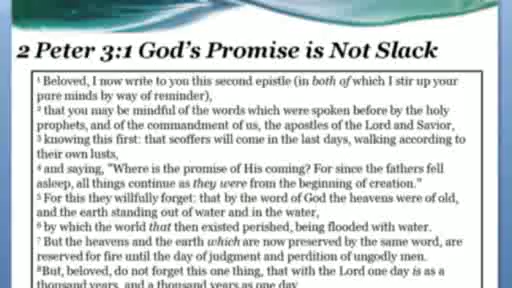 2 Peter 3:1 God's Promise is Not Slack
1 Beloved, I now write to you this second epistle (in both of which I stir up your
pure minds by way of reminder),
2 that you may be mindful of the words which were spoken before by the holy
prophets, and of the commandment of us, the apostles of the Lord and Savior,
3 knowing this first: that scoffers will come in the last days, walking according to
their own lusts,
4 and saying, "Where is the promise of His coming? For since the fathers fell
asleep, all things continue as they were from the beginning of creation."
5 For this they willfully forget: that by the word of God the heavens were of old,
and the earth standing out of water and in the water,
6 by which the world that then existed perished, being flooded with water.
7 But the heavens and the earth which are now preserved by the same word, are
reserved for fire until the day of judgment and perdition of ungodly men.
8 But, beloved, do not forget this one thing, that with the Lord one day is as a
thousand years, and a thousand years as one day.